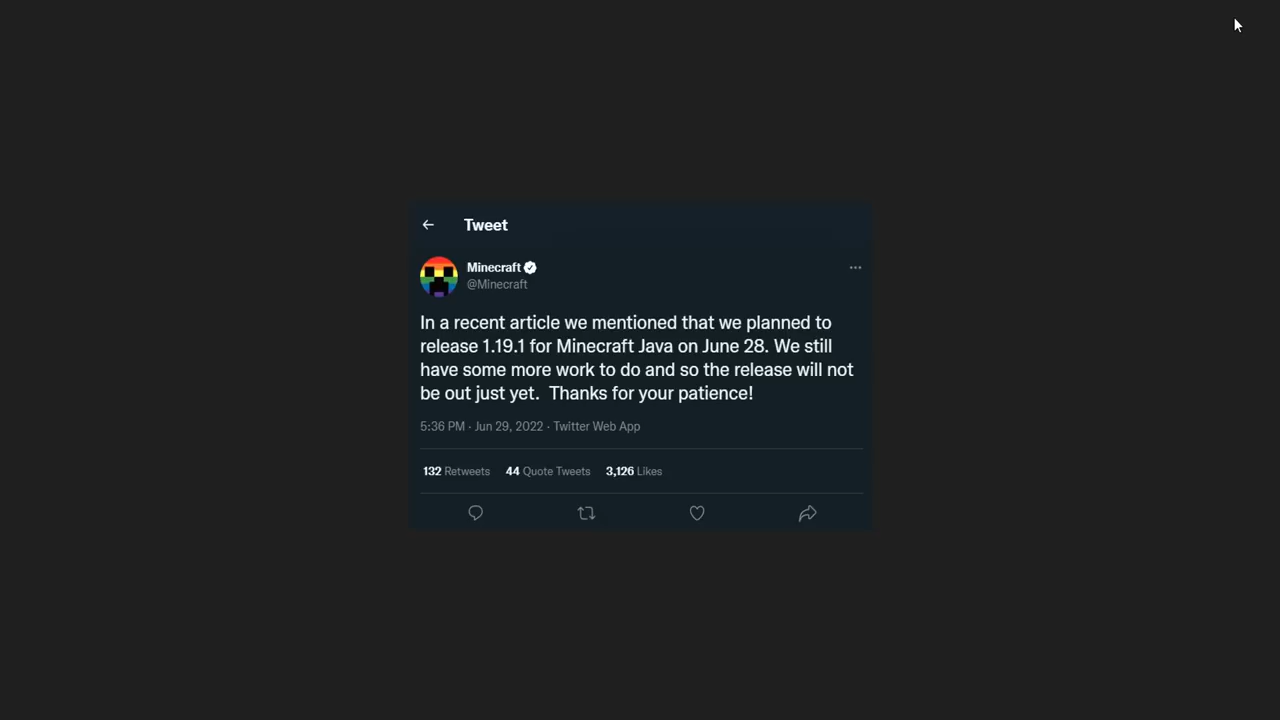 Tweet
Minecraft
@Minecraft
In a recent article we mentioned that we planned to
release 1.19.1 for Minecraft Java on June 28. We still
have some more work to do and so the release will not
be out just yet.  Thanks for your patience!
5:36 PM · Jun 29, 2022 · Twitter Web App
132 Retweets 44 Quote Tweets 3,126 Likes